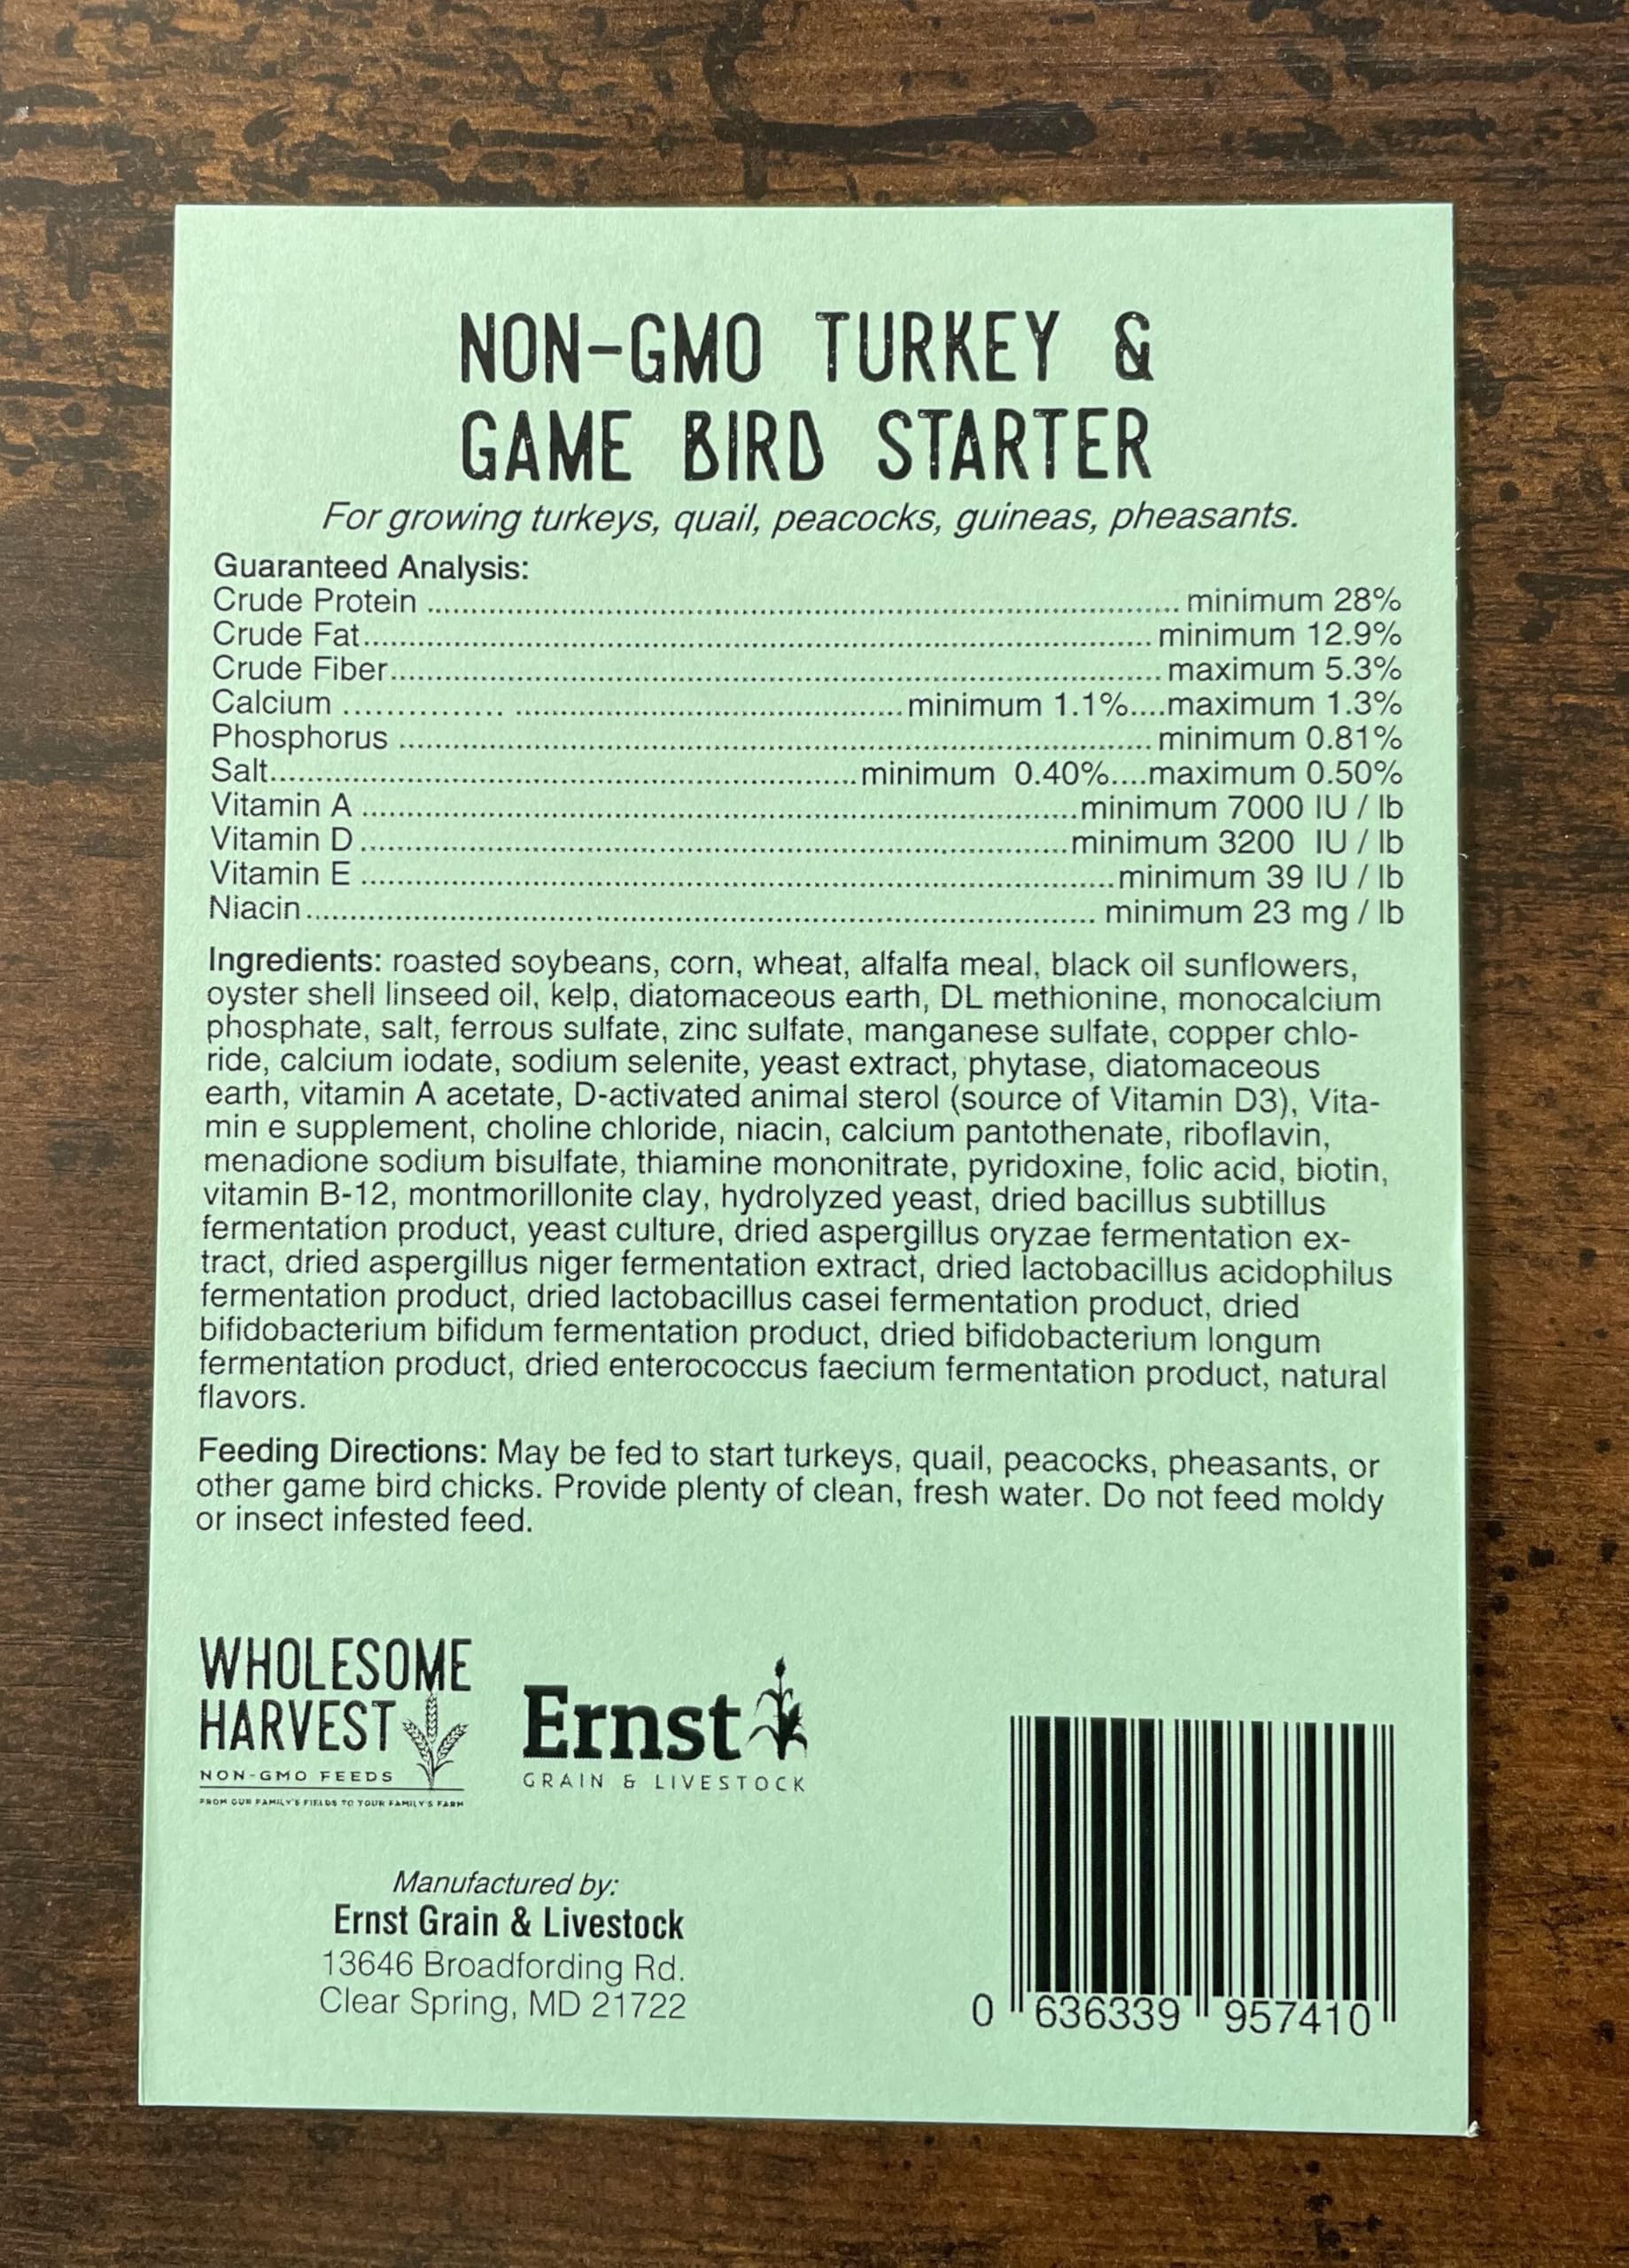 NON-GMO TURKEY &
GAME BIRD STARTER
For growing turkeys, quail, peacocks, guineas, pheasants.
Guaranteed Analysis:
Crude Protein ........ minimum 28%
Crude Fat........ minimum 12.9%
Crude Fiber........ maximum 5.3%
Calcium ........minimum 1.1%....maximum 1.3%
Phosphorus ........ minimum 0.81%
Salt........minimum 0.40%....maximum 0.50%
Vitamin A ........minimum 7000 IU / lb
Vitamin D ........minimum 3200 IU / lb
Vitamin E ........minimum 39 IU / lb
Niacin........ minimum 23 mg / lb
Ingredients: roasted soybeans, corn, wheat, alfalfa meal, black oil sunflowers,
oyster shell linseed oil, kelp, diatomaceous earth, DL methionine, monocalcium
phosphate, salt, ferrous sulfate, zinc sulfate, manganese sulfate, copper chlo-
ride, calcium iodate, sodium selenite, yeast extract, phytase, diatomaceous
earth, vitamin A acetate, D-activated animal sterol (source of Vitamin D3), Vita-
min e supplement, choline chloride, niacin, calcium pantothenate, riboflavin,
menadione sodium bisulfate, thiamine mononitrate, pyridoxine, folic acid, biotin,
vitamin B-12, montmorillonite clay, hydrolyzed yeast, dried bacillus subtillus
fermentation product, yeast culture, dried aspergillus oryzae fermentation ex-
tract, dried aspergillus niger fermentation extract, dried lactobacillus acidophilus
fermentation product, dried lactobacillus casei fermentation product, dried
bifidobacterium bifidum fermentation product, dried bifidobacterium longum
fermentation product, dried enterococcus faecium fermentation product, natural
flavors.
Feeding Directions: May be fed to start turkeys, quail, peacocks, pheasants, or
other game bird chicks. Provide plenty of clean, fresh water. Do not feed moldy
or insect infested feed.
WHOLESOME
HARVEST
NON-GMO FEEDS
FROM OUR FAMILY'S FIELDS TO YOUR FAMILY'S FARM
Ernst
GRAIN & LIVESTOCK
Manufactured by:
Ernst Grain & Livestock
13646 Broadfording Rd.
Clear Spring, MD 21722
0 636339 957410